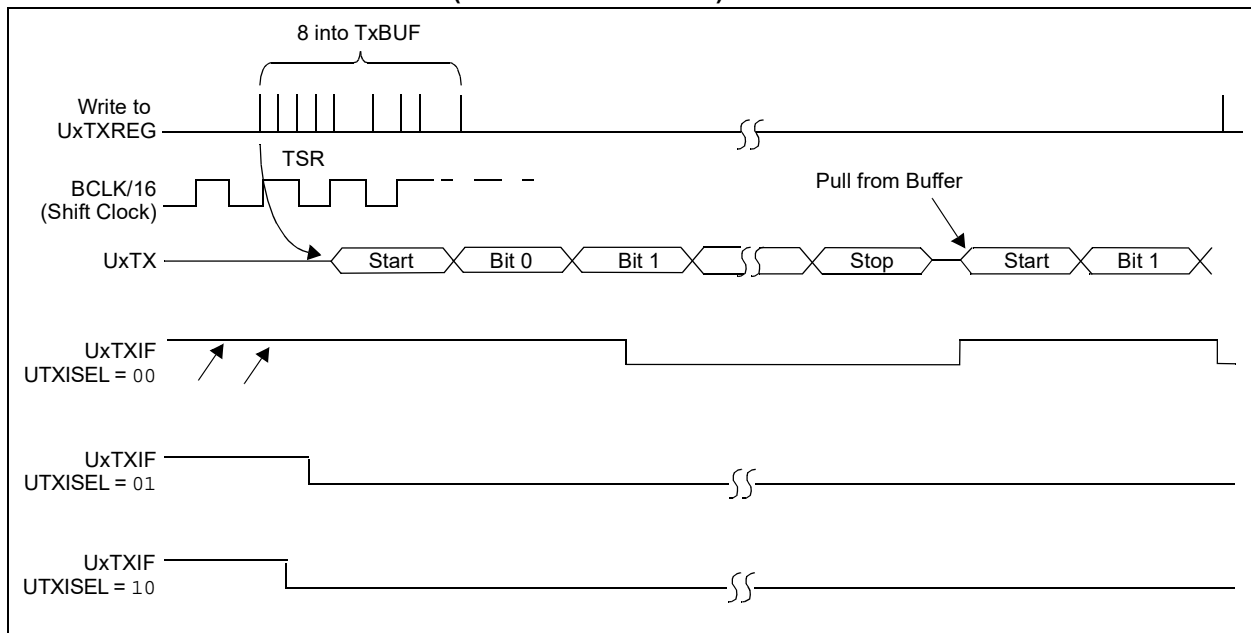 8 into TxBUF
Write to
UxTXREG
TSR
BCLK/16
(Shift Clock)
Pull from Buffer
UxTX
Start
Bit 0
Bit 1
Stop
Start
Bit 1
UxTXIF
UTXISEL = 00
UxTXIF
UTXISEL = 01
UxTXIF
UTXISEL = 10